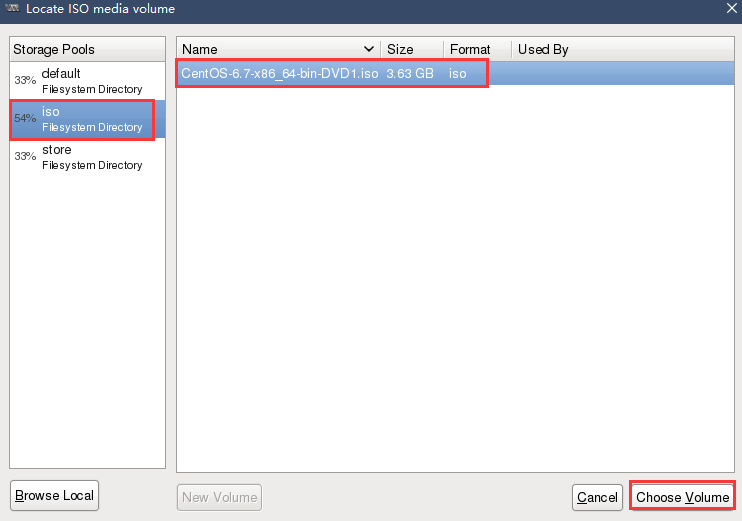 Locate ISO media volume
Storage Pools
33% default
Filesystem Directory
54% iso
Filesystem Directory
33% store
Filesystem Directory
Name Size Format Used By
CentOS-6.7-x86_64-bin-DVD1.iso 3.63 GB iso
Browse Local New Volume Cancel Choose Volume